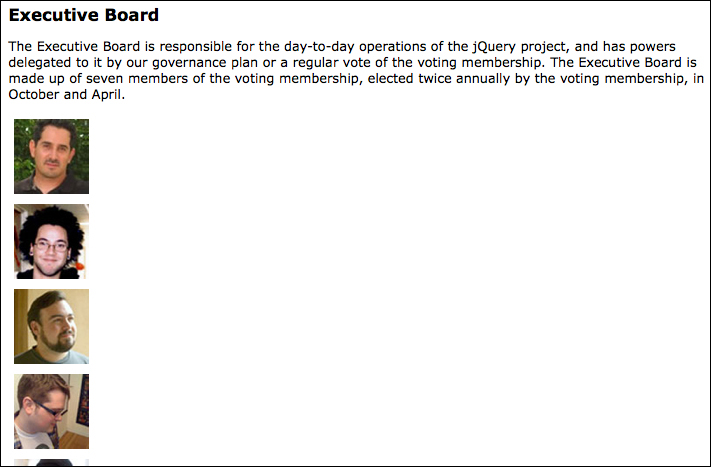 Executive Board
The Executive Board is responsible for the day-to-day operations of the jQuery project, and has powers
delegated to it by our governance plan or a regular vote of the voting membership. The Executive Board is
made up of seven members of the voting membership, elected twice annually by the voting membership, in
October and April.